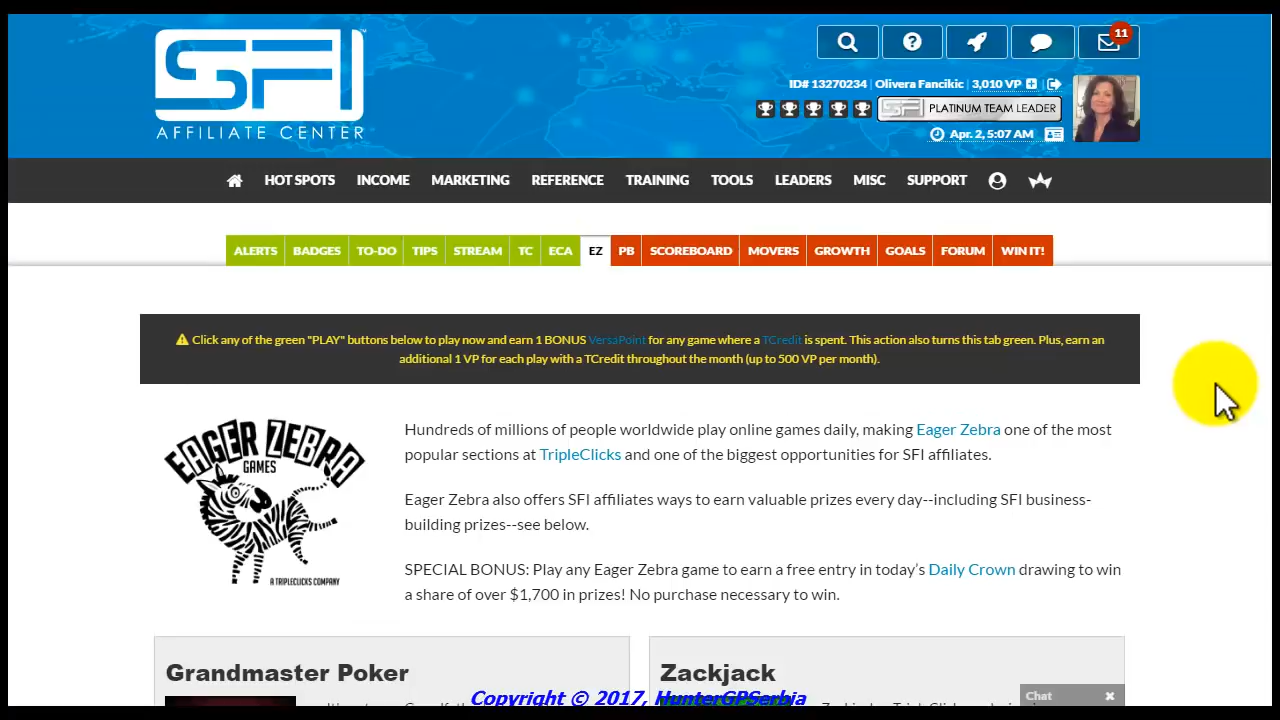 SFI
AFFILIATE CENTER
11
ID# 13270234 | Olivera Fancikic | 3,010 VP
SFI PLATINUM TEAM LEADER
Apr. 2, 5:07 AM
HOT SPOTS INCOME MARKETING REFERENCE TRAINING TOOLS LEADERS MISC SUPPORT
ALERTS BADGES TO-DO TIPS STREAM TC ECA EZ PB SCOREBOARD MOVERS GROWTH GOALS FORUM WIN IT!
Click any of the green "PLAY" buttons below to play now and earn 1 BONUS VersaPoint for any game where a TCredit is spent. This action also turns this tab green. Plus, earn an
additional 1 VP for each play with a TCredit throughout the month (up to 500 VP per month).
EAGER ZEBRA
GAMES
A TRIPLECLICKS COMPANY
Hundreds of millions of people worldwide play online games daily, making Eager Zebra one of the most
popular sections at TripleClicks and one of the biggest opportunities for SFI affiliates.
Eager Zebra also offers SFI affiliates ways to earn valuable prizes every day--including SFI business-
building prizes--see below.
SPECIAL BONUS: Play any Eager Zebra game to earn a free entry in today's Daily Crown drawing to win
a share of over $1,700 in prizes! No purchase necessary to win.
Grandmaster Poker
Zackjack
Copyright © 2017, HunterGPSerbia
Chat